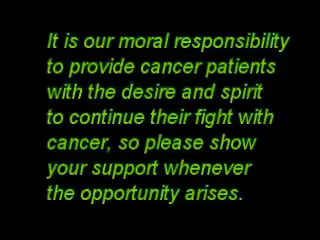 It is our moral responsibility
to provide cancer patients
with the desire and spirit
to continue their fight with
cancer, so please show
your support whenever
the opportunity arises.